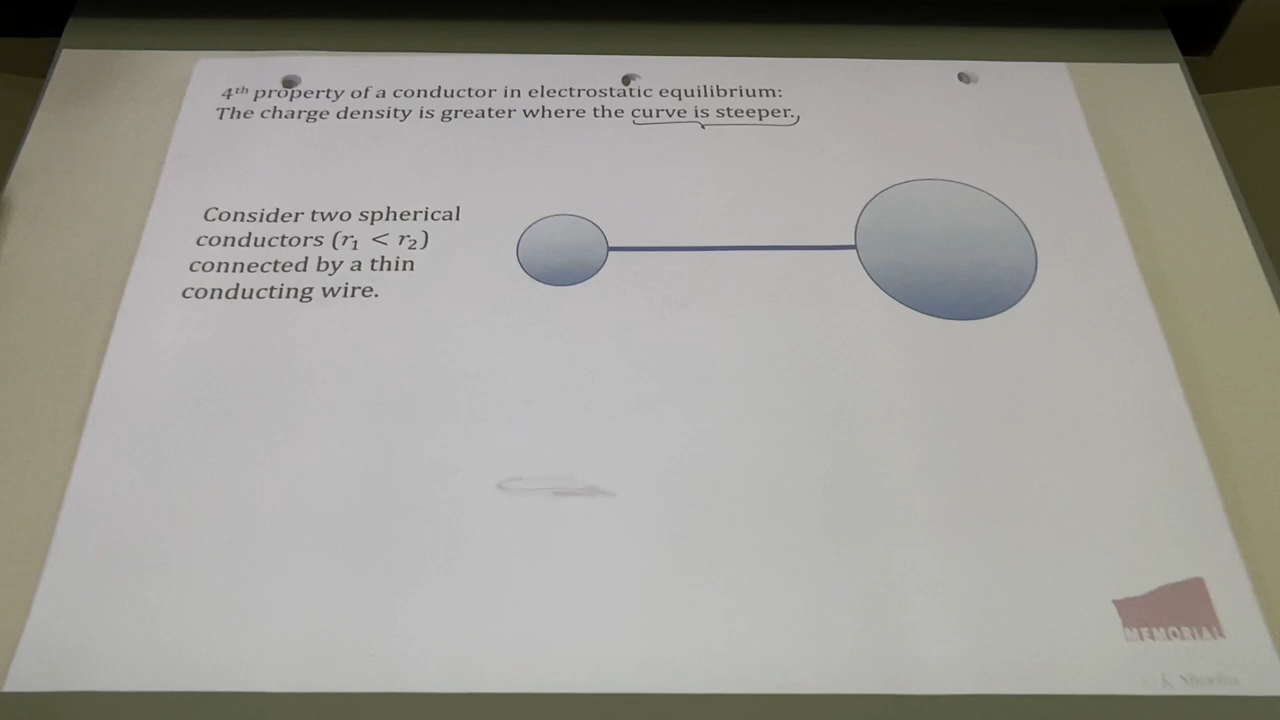 4th property of a conductor in electrostatic equilibrium:
The charge density is greater where the curve is steeper.
Consider two spherical
conductors (r₁ < r₂)
connected by a thin
conducting wire.
MEMORIAL